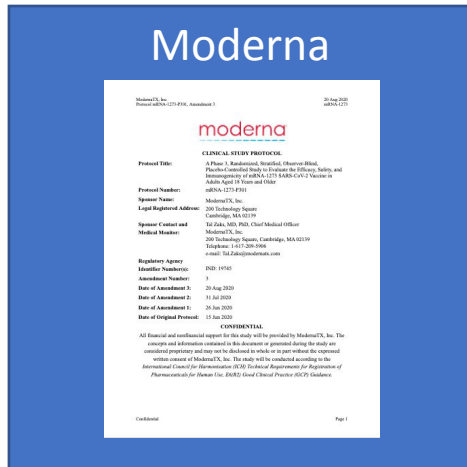 Moderna
ModernaTX, Inc. 20 Aug 2020
Protocol mRNA-1273-P301, Amendment 3 mRNA-1273
moderna
CLINICAL STUDY PROTOCOL
Protocol Title: A Phase 3, Randomized, Stratified, Observer-Blind,
Placebo-Controlled Study to Evaluate the Efficacy, Safety, and
Immunogenicity of mRNA-1273 SARS-CoV-2 Vaccine in
Adults Aged 18 Years and Older
Protocol Number: mRNA-1273-P301
Sponsor Name: ModernaTX, Inc.
Legal Registered Address: 200 Technology Square
Cambridge, MA 02139
Sponsor Contact and Tal Zaks, MD, PhD, Chief Medical Officer
Medical Monitor: ModernaTX, Inc.
200 Technology Square, Cambridge, MA 02139
Telephone: 1-617-209-5906
e-mail: Tal.Zaks@modernatx.com
Regulatory Agency
Identifier Number(s): IND: 19745
Amendment Number: 3
Date of Amendment 3: 20 Aug 2020
Date of Amendment 2: 31 Jul 2020
Date of Amendment 1: 26 Jun 2020
Date of Original Protocol: 15 Jun 2020
CONFIDENTIAL
All financial and nonfinancial support for this study will be provided by ModernaTX, Inc. The
concepts and information contained in this document or generated during the study are
considered proprietary and may not be disclosed in whole or in part without the expressed
written consent of ModernaTX, Inc. The study will be conducted according to the
International Council for Harmonisation (ICH) Technical Requirements for Registration of
Pharmaceuticals for Human Use, E6(R2) Good Clinical Practice (GCP) Guidance.
Confidential Page 1